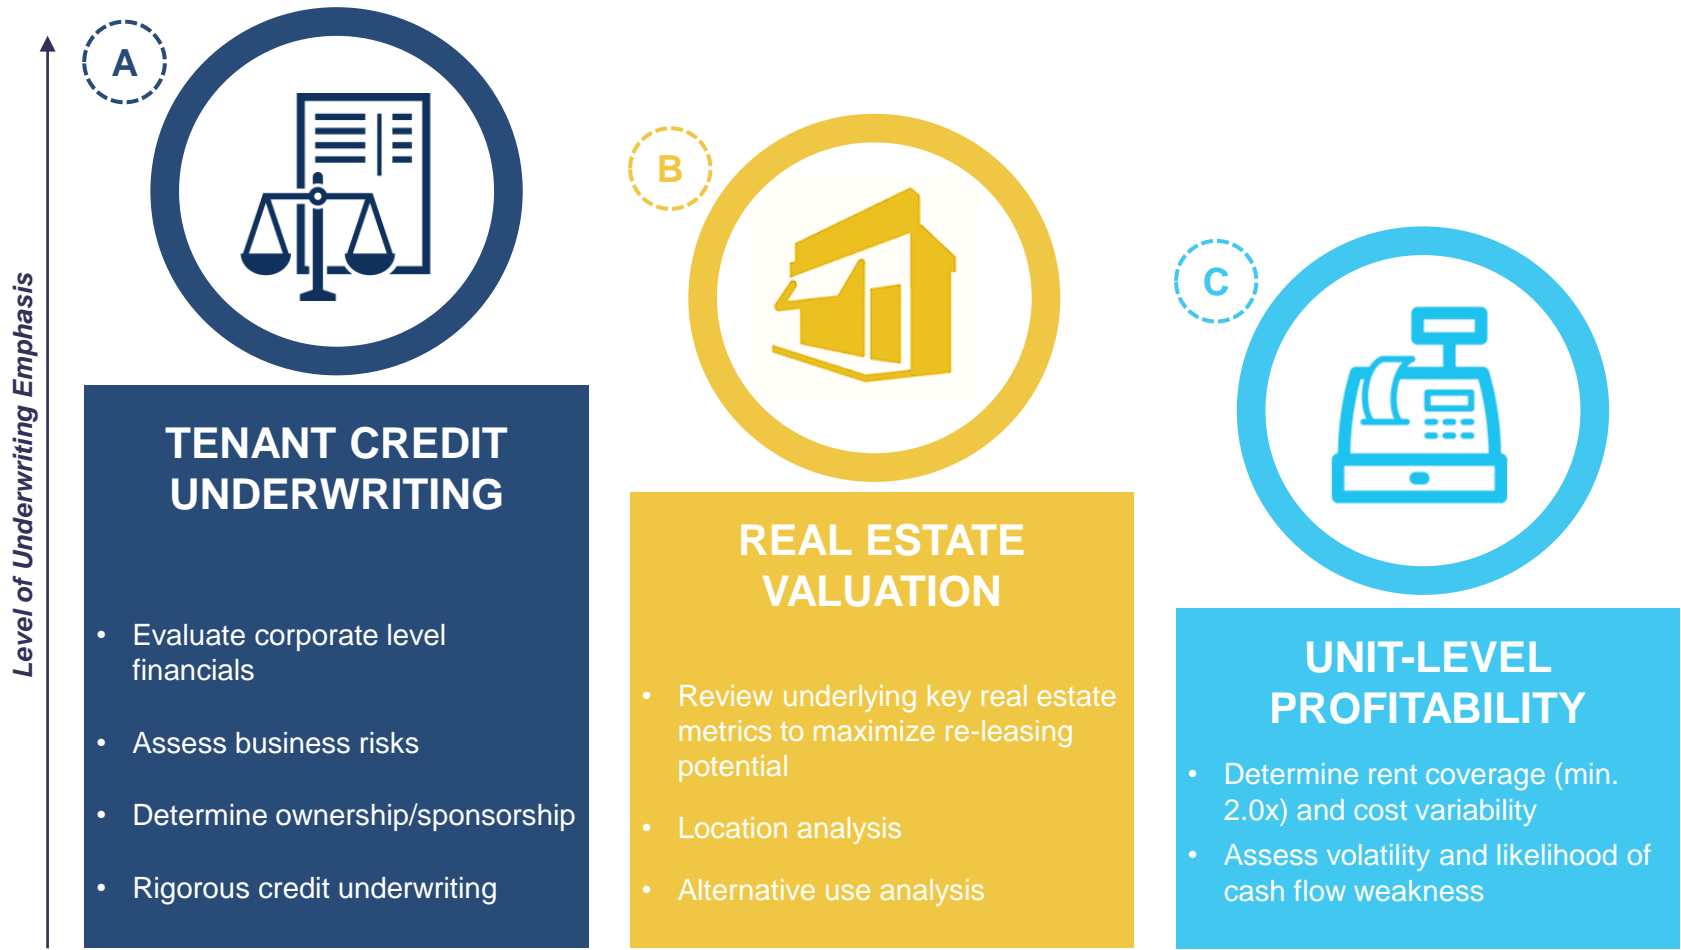 Level of Underwriting Emphasis
A
TENANT CREDIT
UNDERWRITING
• Evaluate corporate level
financials
• Assess business risks
• Determine ownership/sponsorship
• Rigorous credit underwriting
B
REAL ESTATE
VALUATION
• Review underlying key real estate
metrics to maximize re-leasing
potential
• Location analysis
• Alternative use analysis
C
UNIT-LEVEL
PROFITABILITY
• Determine rent coverage (min.
2.0x) and cost variability
• Assess volatility and likelihood of
cash flow weakness